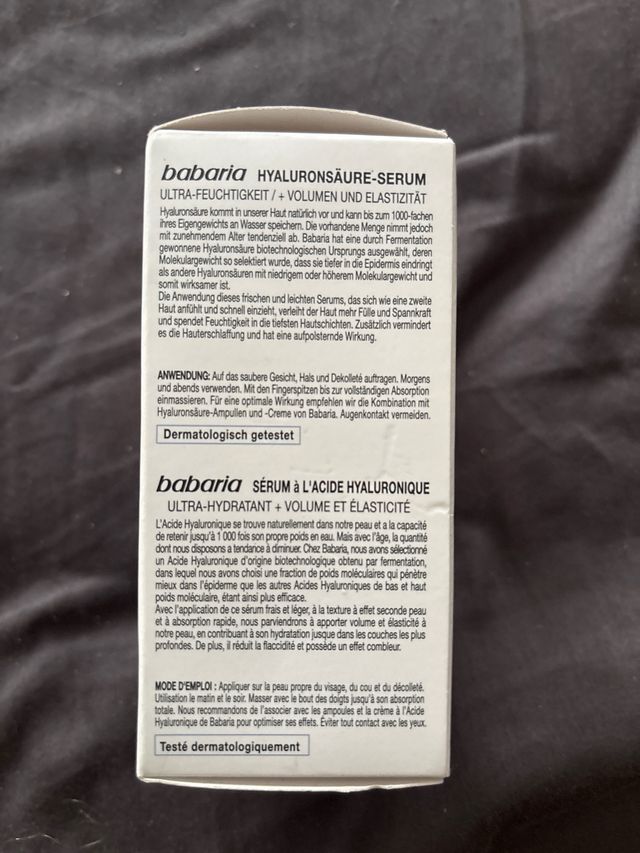 babaria HYALURONSÄURE-SERUM
ULTRA-FEUCHTIGKEIT / + VOLUMEN UND ELASTIZITÄT
Hyaluronsäure kommt in unserer Haut natürlich vor und kann bis zum 1000-fachen
ihres Eigengewichts an Wasser speichern. Die vorhandene Menge nimmt jedoch
mit zunehmendem Alter tendenziell ab. Babaria hat eine durch Fermentation
gewonnene Hyaluronsäure biotechnologischen Ursprungs ausgewählt, deren
Molekulargewicht so selektiert wurde, dass sie tiefer in die Epidermis eindringt
als andere Hyaluronsäuren mit niedrigem oder höherem Molekulargewicht und
somit wirksamer ist.
Die Anwendung dieses frischen und leichten Serums, das sich wie eine zweite
Haut anfühlt und schnell einzieht, verleiht der Haut mehr Fülle und Spannkraft
und spendet Feuchtigkeit in die tiefsten Hautschichten. Zusätzlich vermindert
es die Hauterschlaffung und hat eine aufpolsternde Wirkung.
ANWENDUNG: Auf das saubere Gesicht, Hals und Dekolleté auftragen. Morgens
und abends verwenden. Mit den Fingerspitzen bis zur vollständigen Absorption
einmassieren. Für eine optimale Wirkung empfehlen wir die Kombination mit
Hyaluronsäure-Ampullen und -Creme von Babaria. Augenkontakt vermeiden.
Dermatologisch getestet
babaria SÉRUM à L'ACIDE HYALURONIQUE
ULTRA-HYDRATANT + VOLUME ET ÉLASTICITÉ
L'Acide Hyaluronique se trouve naturellement dans notre peau et a la capacité
de retenir jusqu'à 1 000 fois son propre poids en eau. Mais avec l'âge, la quantité
dont nous disposons a tendance à diminuer. Chez Babaria, nous avons sélectionné
un Acide Hyaluronique d'origine biotechnologique obtenu par fermentation,
dans lequel nous avons choisi une fraction de poids moléculaires qui pénètre
mieux dans l'épiderme que les autres Acides Hyaluroniques de bas et haut
poids moléculaire, étant ainsi plus efficace.
Avec l'application de ce sérum frais et léger, à la texture à effet seconde peau
et à absorption rapide, nous parviendrons à apporter volume et élasticité à
notre peau, en contribuant à son hydratation jusque dans les couches les plus
profondes. De plus, il réduit la flaccidité et possède un effet combleur.
MODE D'EMPLOI : Appliquer sur la peau propre du visage, du cou et du décolleté.
Utilisation le matin et le soir. Masser avec le bout des doigts jusqu'à son absorption
totale. Nous recommandons de l'associer avec les ampoules et la crème à l'Acide
Hyaluronique de Babaria pour optimiser ses effets. Éviter tout contact avec les yeux.
Testé dermatologiquement